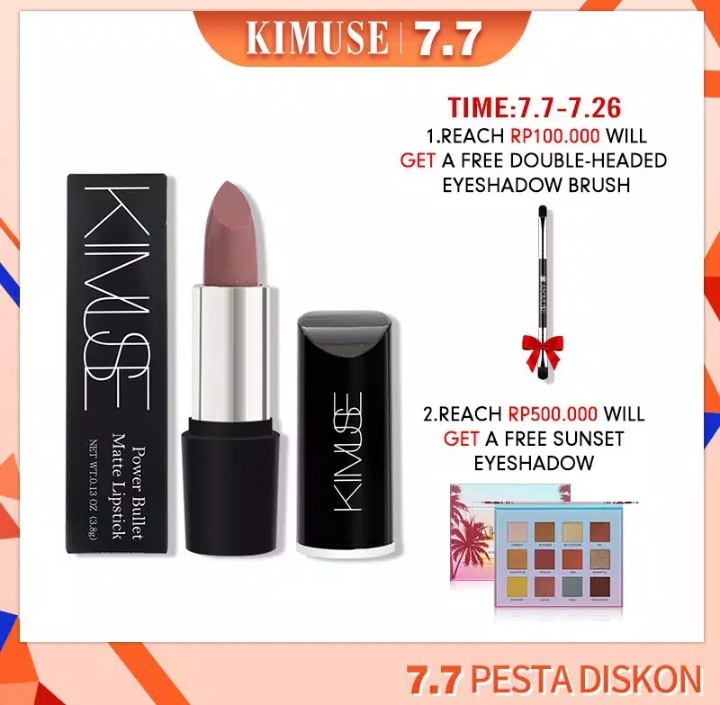 KIMUSE | 7.7
TIME:7.7-7.26
1.REACH RP100.000 WILL
GET A FREE DOUBLE-HEADED
EYESHADOW BRUSH
KIMUSE
Power Bullet
Matte Lipstick
NET WT.0.13 OZ (3.8g)
KIMUSE
KIMUSE
2.REACH RP500.000 WILL
GET A FREE SUNSET
EYESHADOW
7.7 PESTA DISKON